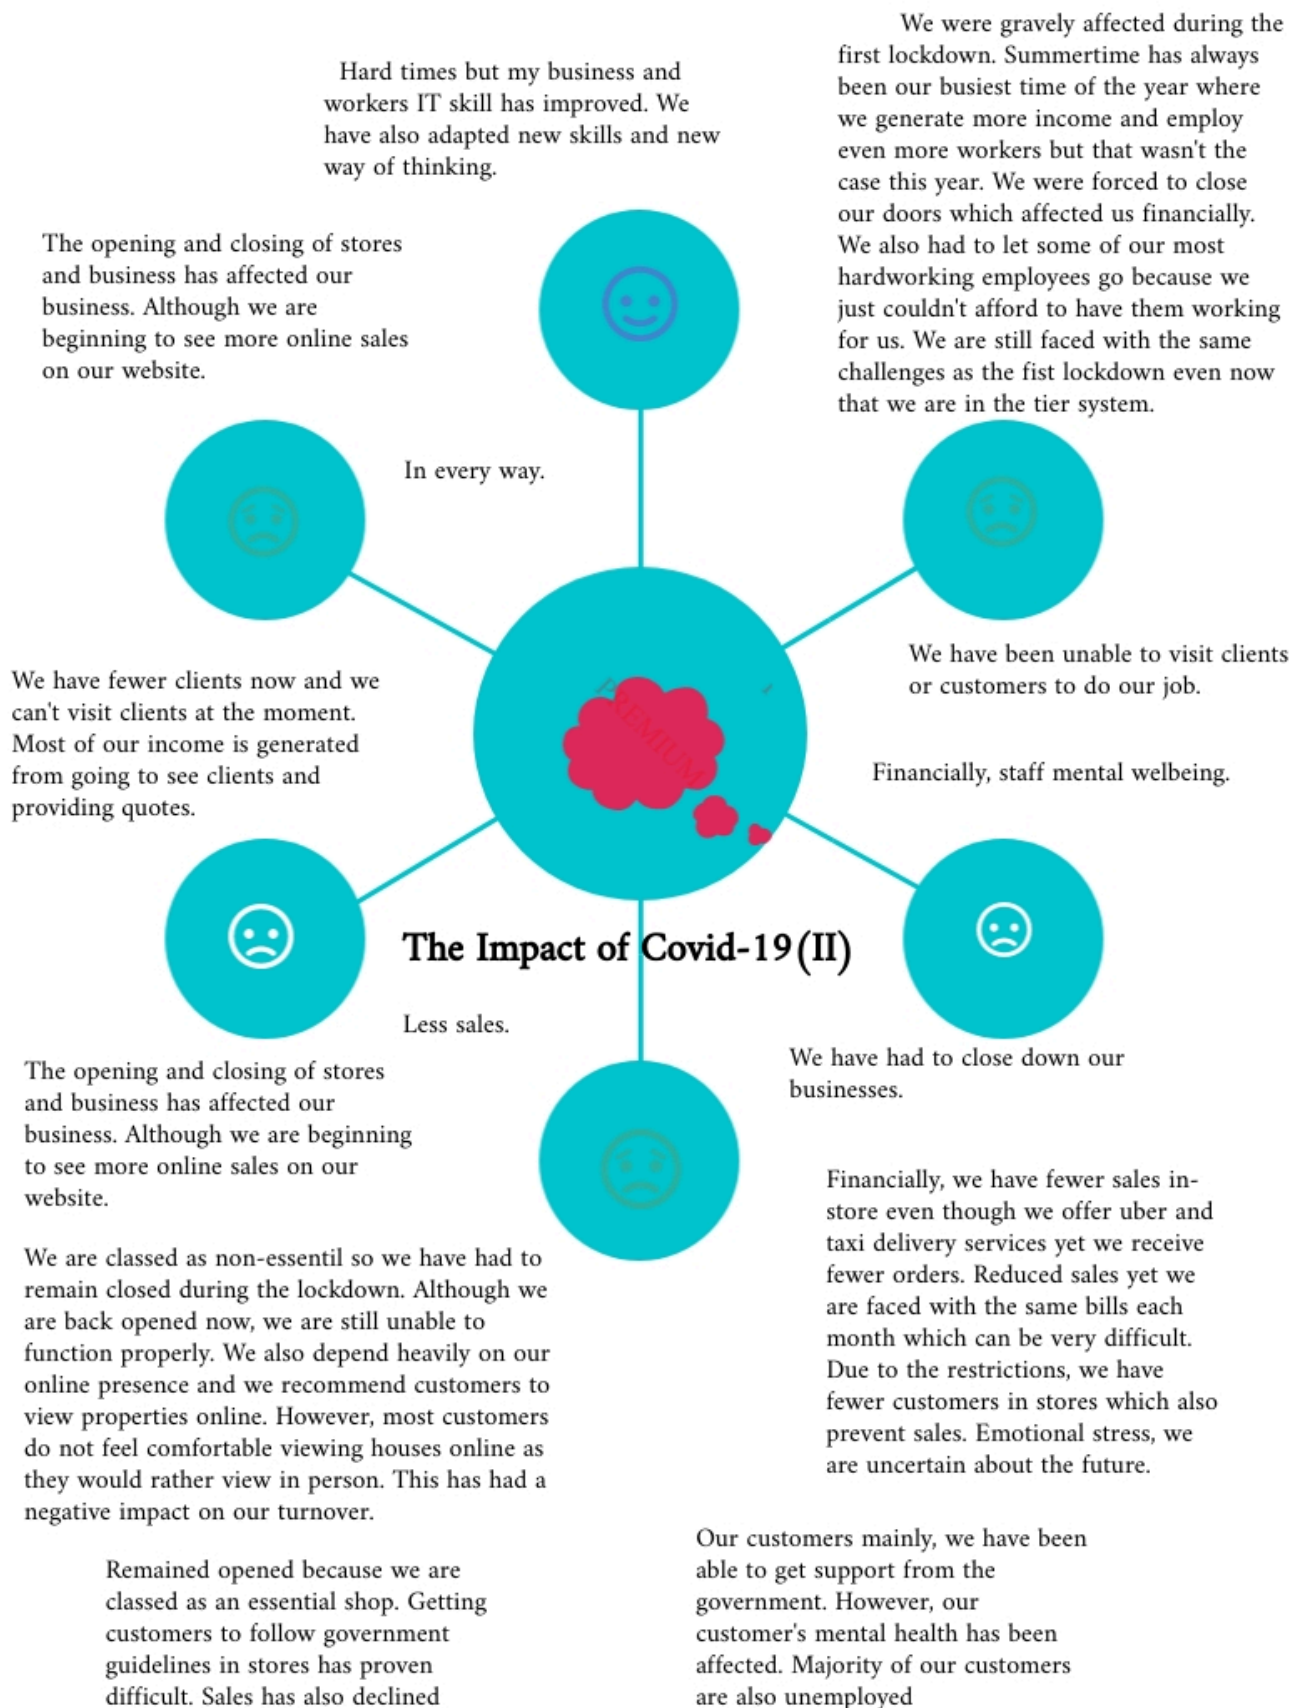 We were gravely affected during the
first lockdown. Summertime has always
been our busiest time of the year where
we generate more income and employ
even more workers but that wasn't the
case this year. We were forced to close
our doors which affected us financially.
We also had to let some of our most
hardworking employees go because we
just couldn't afford to have them working
for us. We are still faced with the same
challenges as the fist lockdown even now
that we are in the tier system.
Hard times but my business and
workers IT skill has improved. We
have also adapted new skills and new
way of thinking.
The opening and closing of stores
and business has affected our
business. Although we are
beginning to see more online sales
on our website.
In every way.
We have been unable to visit clients
or customers to do our job.
We have fewer clients now and we
can't visit clients at the moment.
Most of our income is generated
from going to see clients and
providing quotes.
PREMIUM
Financially, staff mental welbeing.
The Impact of Covid-19(II)
Less sales.
We have had to close down our
businesses.
The opening and closing of stores
and business has affected our
business. Although we are beginning
to see more online sales on our
website.
Financially, we have fewer sales in-
store even though we offer uber and
taxi delivery services yet we receive
fewer orders. Reduced sales yet we
are faced with the same bills each
month which can be very difficult.
Due to the restrictions, we have
fewer customers in stores which also
prevent sales. Emotional stress, we
are uncertain about the future.
We are classed as non-essentil so we have had to
remain closed during the lockdown. Although we
are back opened now, we are still unable to
function properly. We also depend heavily on our
online presence and we recommend customers to
view properties online. However, most customers
do not feel comfortable viewing houses online as
they would rather view in person. This has had a
negative impact on our turnover.
Our customers mainly, we have been
able to get support from the
government. However, our
customer's mental health has been
affected. Majority of our customers
are also unemployed
Remained opened because we are
classed as an essential shop. Getting
customers to follow government
guidelines in stores has proven
difficult. Sales has also declined